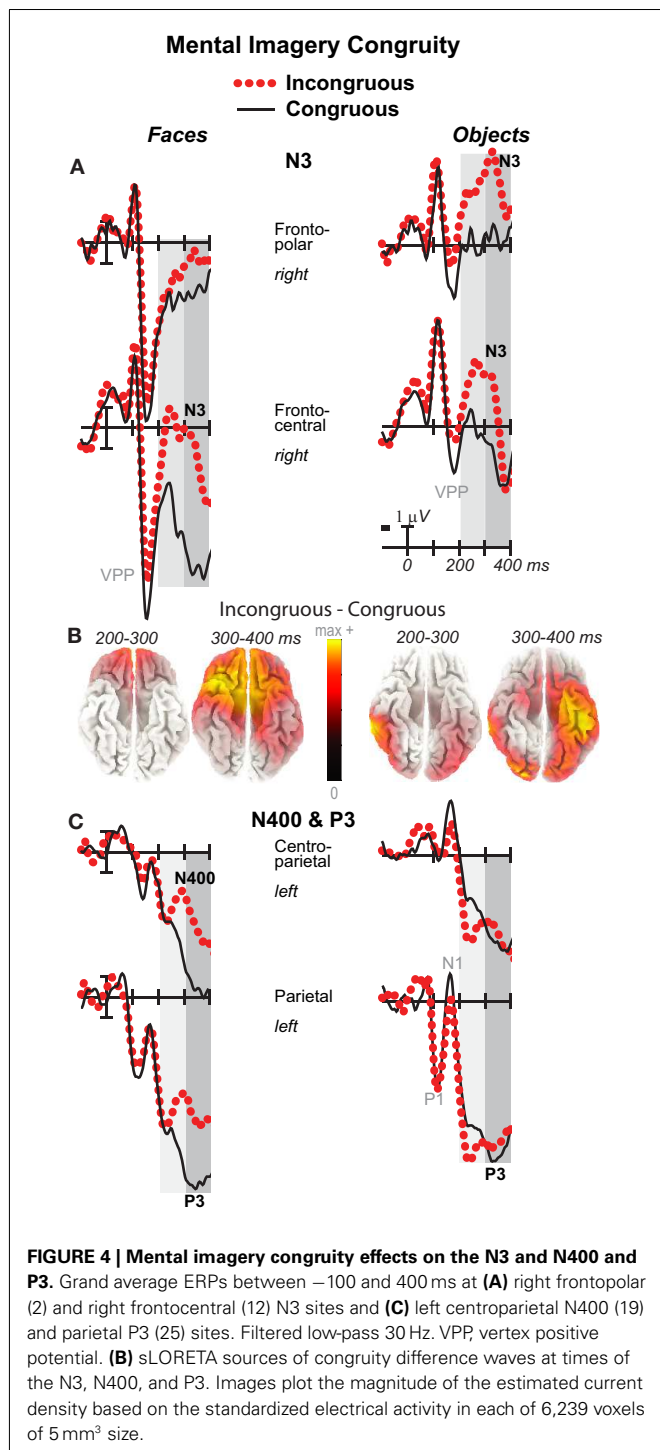 Mental Imagery Congruity
Incongruous
Congruous
Faces
Objects
A
N3
N3
Fronto-
polar
right
N3
N3
Fronto-
central
right
VPP
VPP
1 μV
0 200 400 ms
Incongruous - Congruous
B
200-300
300-400 ms
max +
0
200-300
300-400 ms
C
N400 & P3
Centro-
parietal
left
N400
N1
Parietal
left
P1
P3
P3
FIGURE 4 | Mental imagery congruity effects on the N3 and N400 and
P3. Grand average ERPs between −100 and 400 ms at (A) right frontopolar
(2) and right frontocentral (12) N3 sites and (C) left centroparietal N400 (19)
and parietal P3 (25) sites. Filtered low-pass 30 Hz. VPP, vertex positive
potential. (B) sLORETA sources of congruity difference waves at times of
the N3, N400, and P3. Images plot the magnitude of the estimated current
density based on the standardized electrical activity in each of 6,239 voxels
of 5 mm³ size.